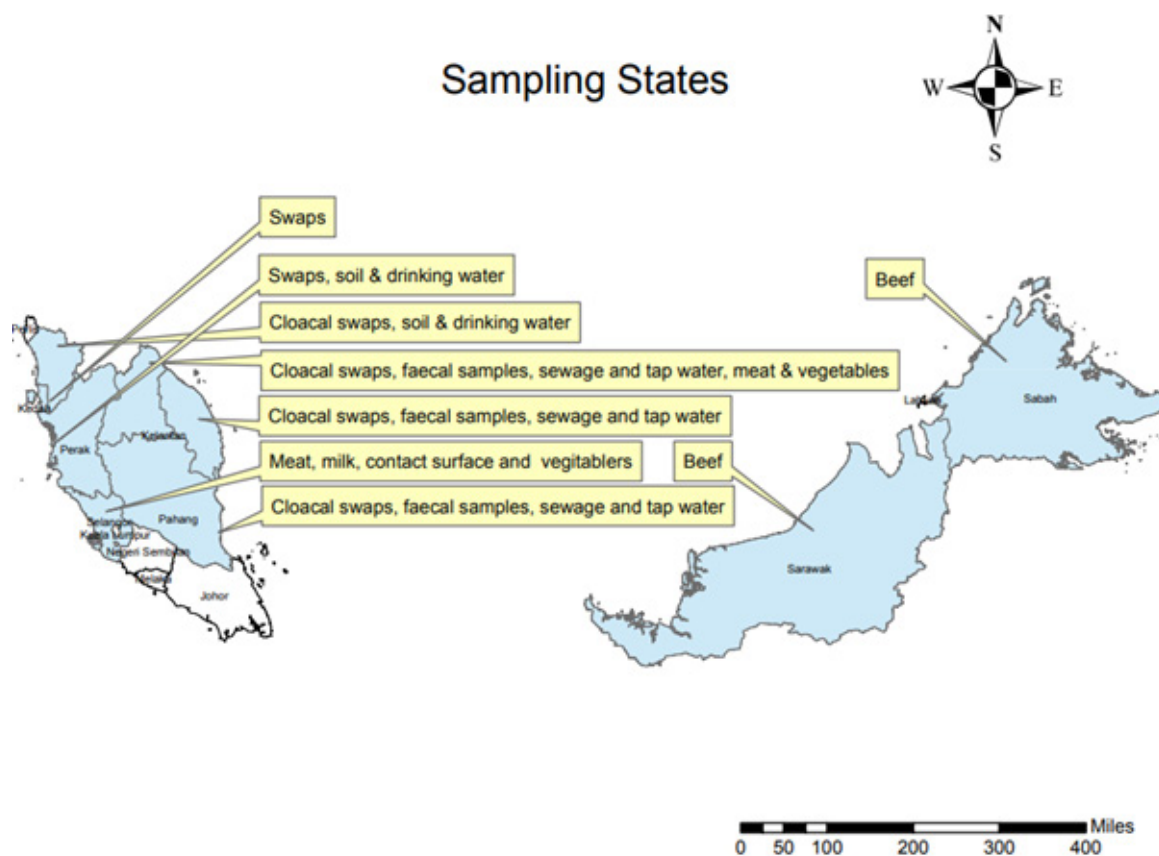 Sampling States
N
W
E
S
Swaps
Swaps, soil & drinking water
Beef
Cloacal swaps, soil & drinking water
Cloacal swaps, faecal samples, sewage and tap water, meat & vegetables
Cloacal swaps, faecal samples, sewage and tap water
Meat, milk, contact surface and vegitablers
Beef
Cloacal swaps, faecal samples, sewage and tap water
Sabah
Perak
Pahang
Selangor
Kuala Lumpur
Negeri Sembilan
Melaka
Johor
Sarawak
Miles
0 50 100 200 300 400